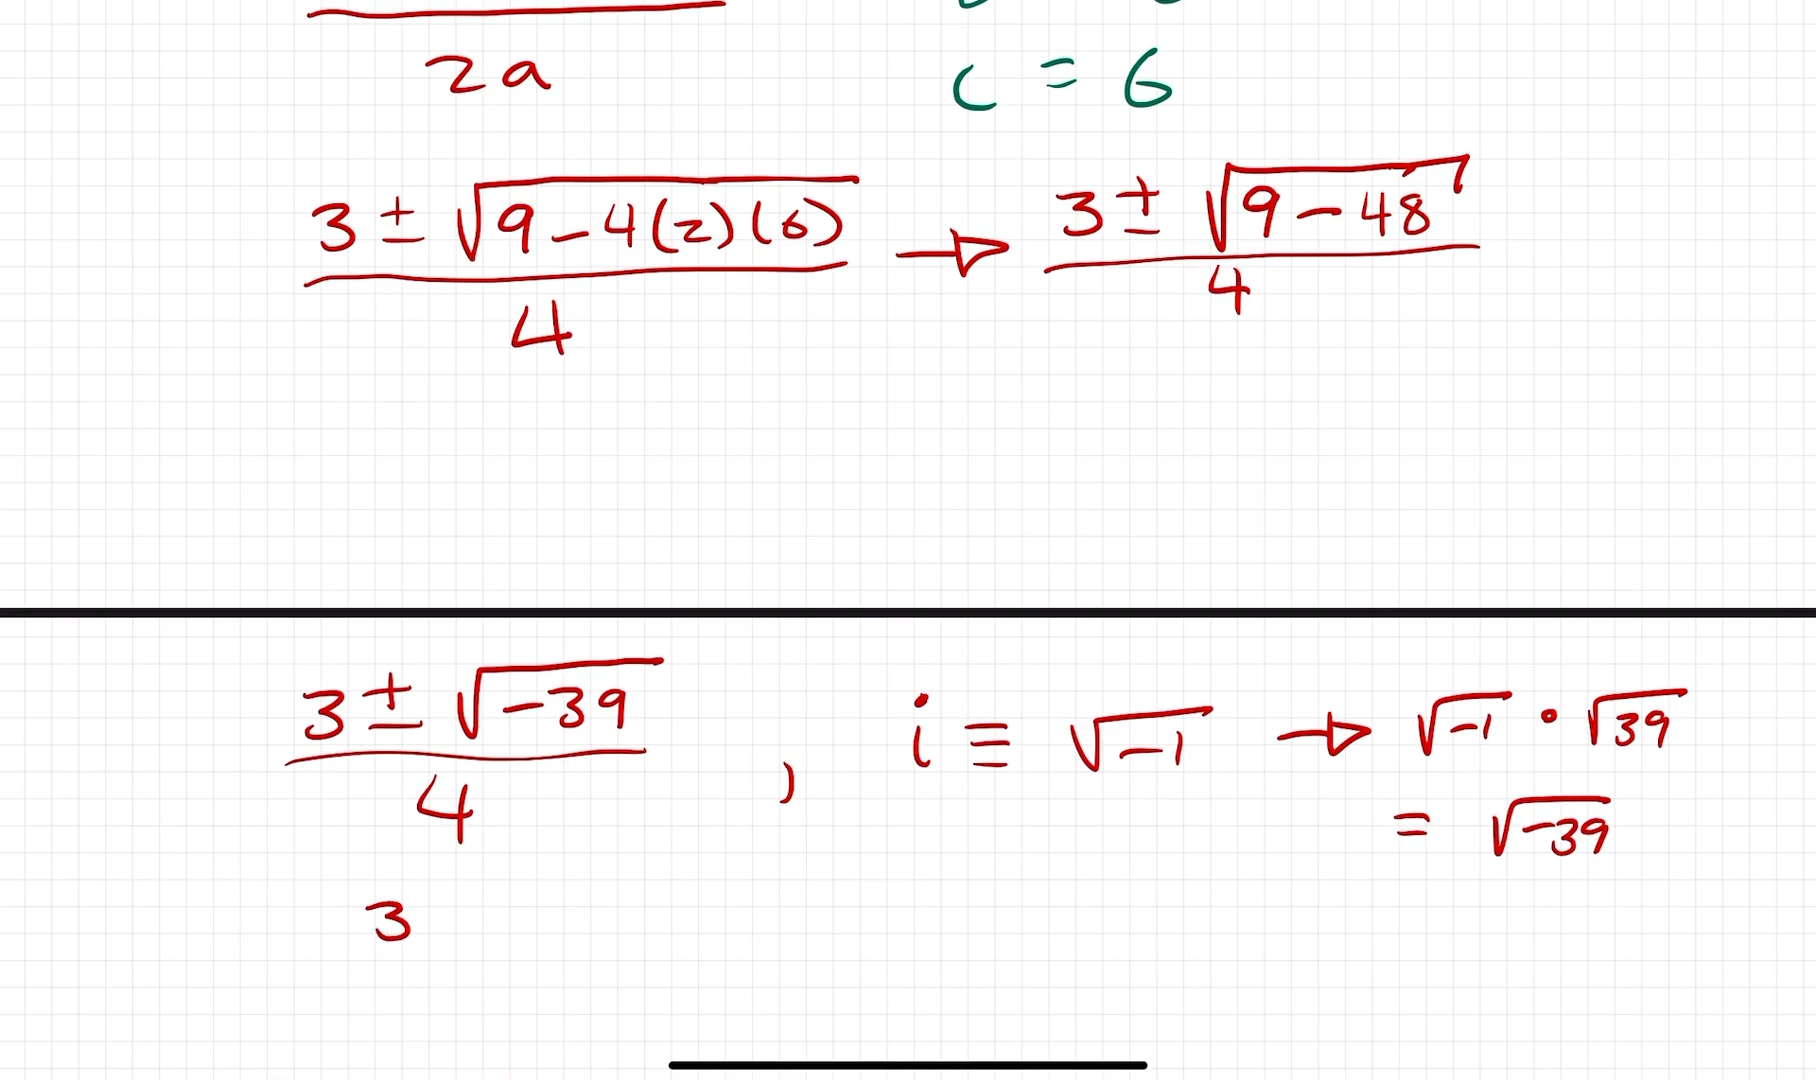 2a
c = 6
3 ± √9 - 4(2)(6) / 4 → 3 ± √9 - 48 / 4
3 ± √-39 / 4 , i ≡ √-1 → √-1 • √39
= √-39
3